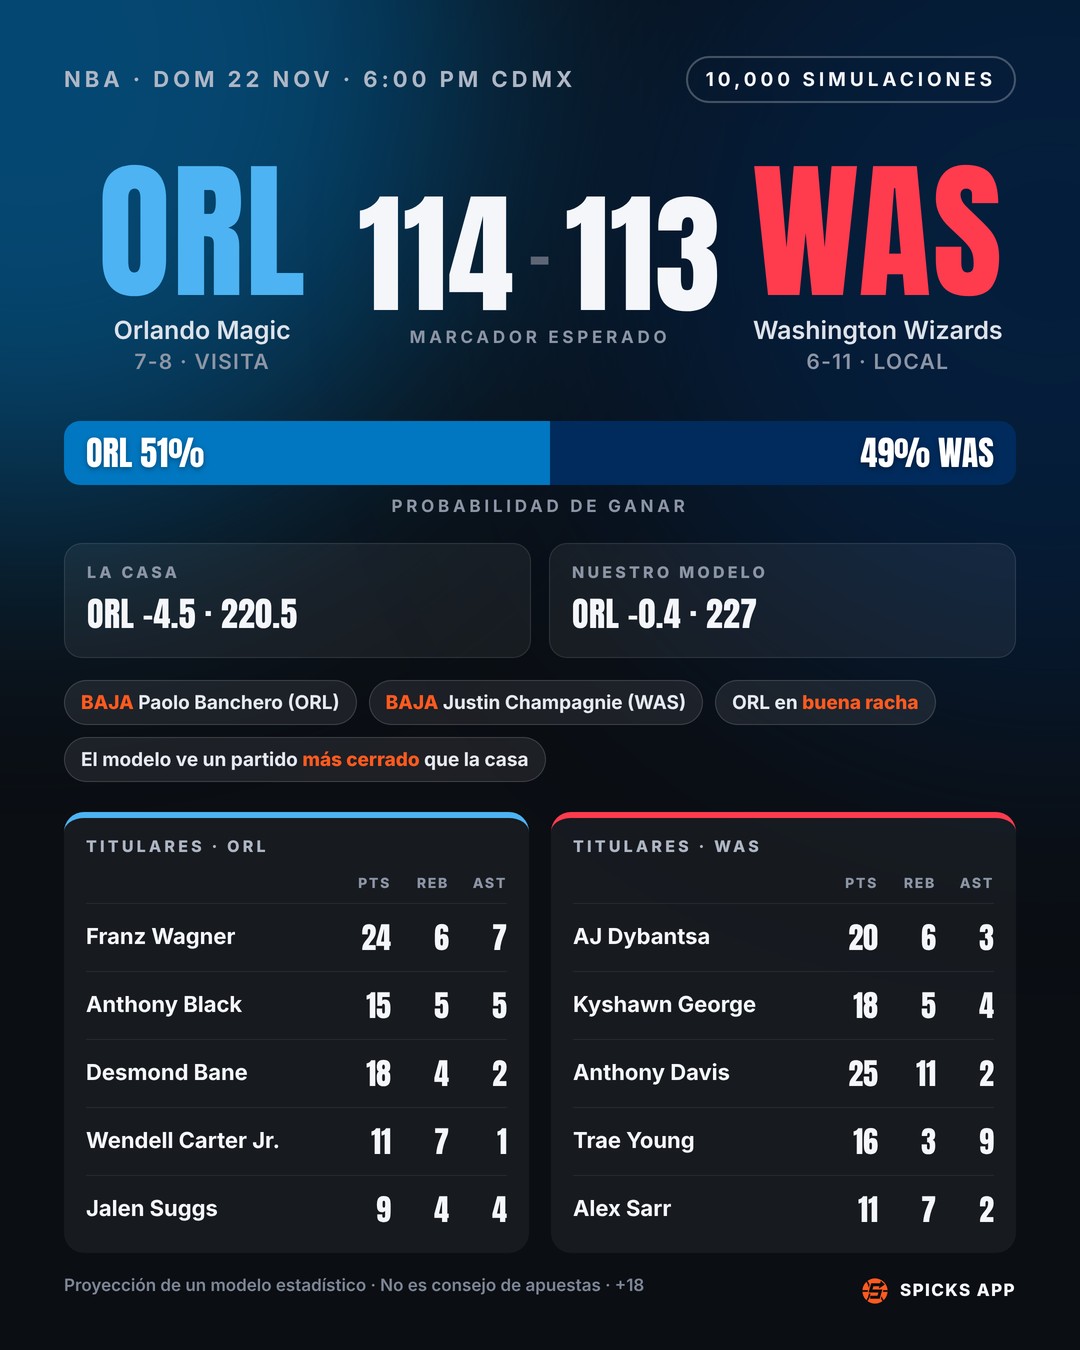 NBA · DOM 22 NOV · 6:00 PM CDMX
10,000 SIMULACIONES
ORL
114 - 113
WAS
Orlando Magic
7-8 · VISITA
MARCADOR ESPERADO
Washington Wizards
6-11 · LOCAL
ORL 51%
49% WAS
PROBABILIDAD DE GANAR
LA CASA
ORL -4.5 · 220.5
NUESTRO MODELO
ORL -0.4 · 227
BAJA Paolo Banchero (ORL)
BAJA Justin Champagnie (WAS)
ORL en buena racha
El modelo ve un partido más cerrado que la casa
TITULARES · ORL
PTS REB AST
Franz Wagner 24 6 7
Anthony Black 15 5 5
Desmond Bane 18 4 2
Wendell Carter Jr. 11 7 1
Jalen Suggs 9 4 4
TITULARES · WAS
PTS REB AST
AJ Dybantsa 20 6 3
Kyshawn George 18 5 4
Anthony Davis 25 11 2
Trae Young 16 3 9
Alex Sarr 11 7 2
Proyección de un modelo estadístico · No es consejo de apuestas · +18
SPICKS APP